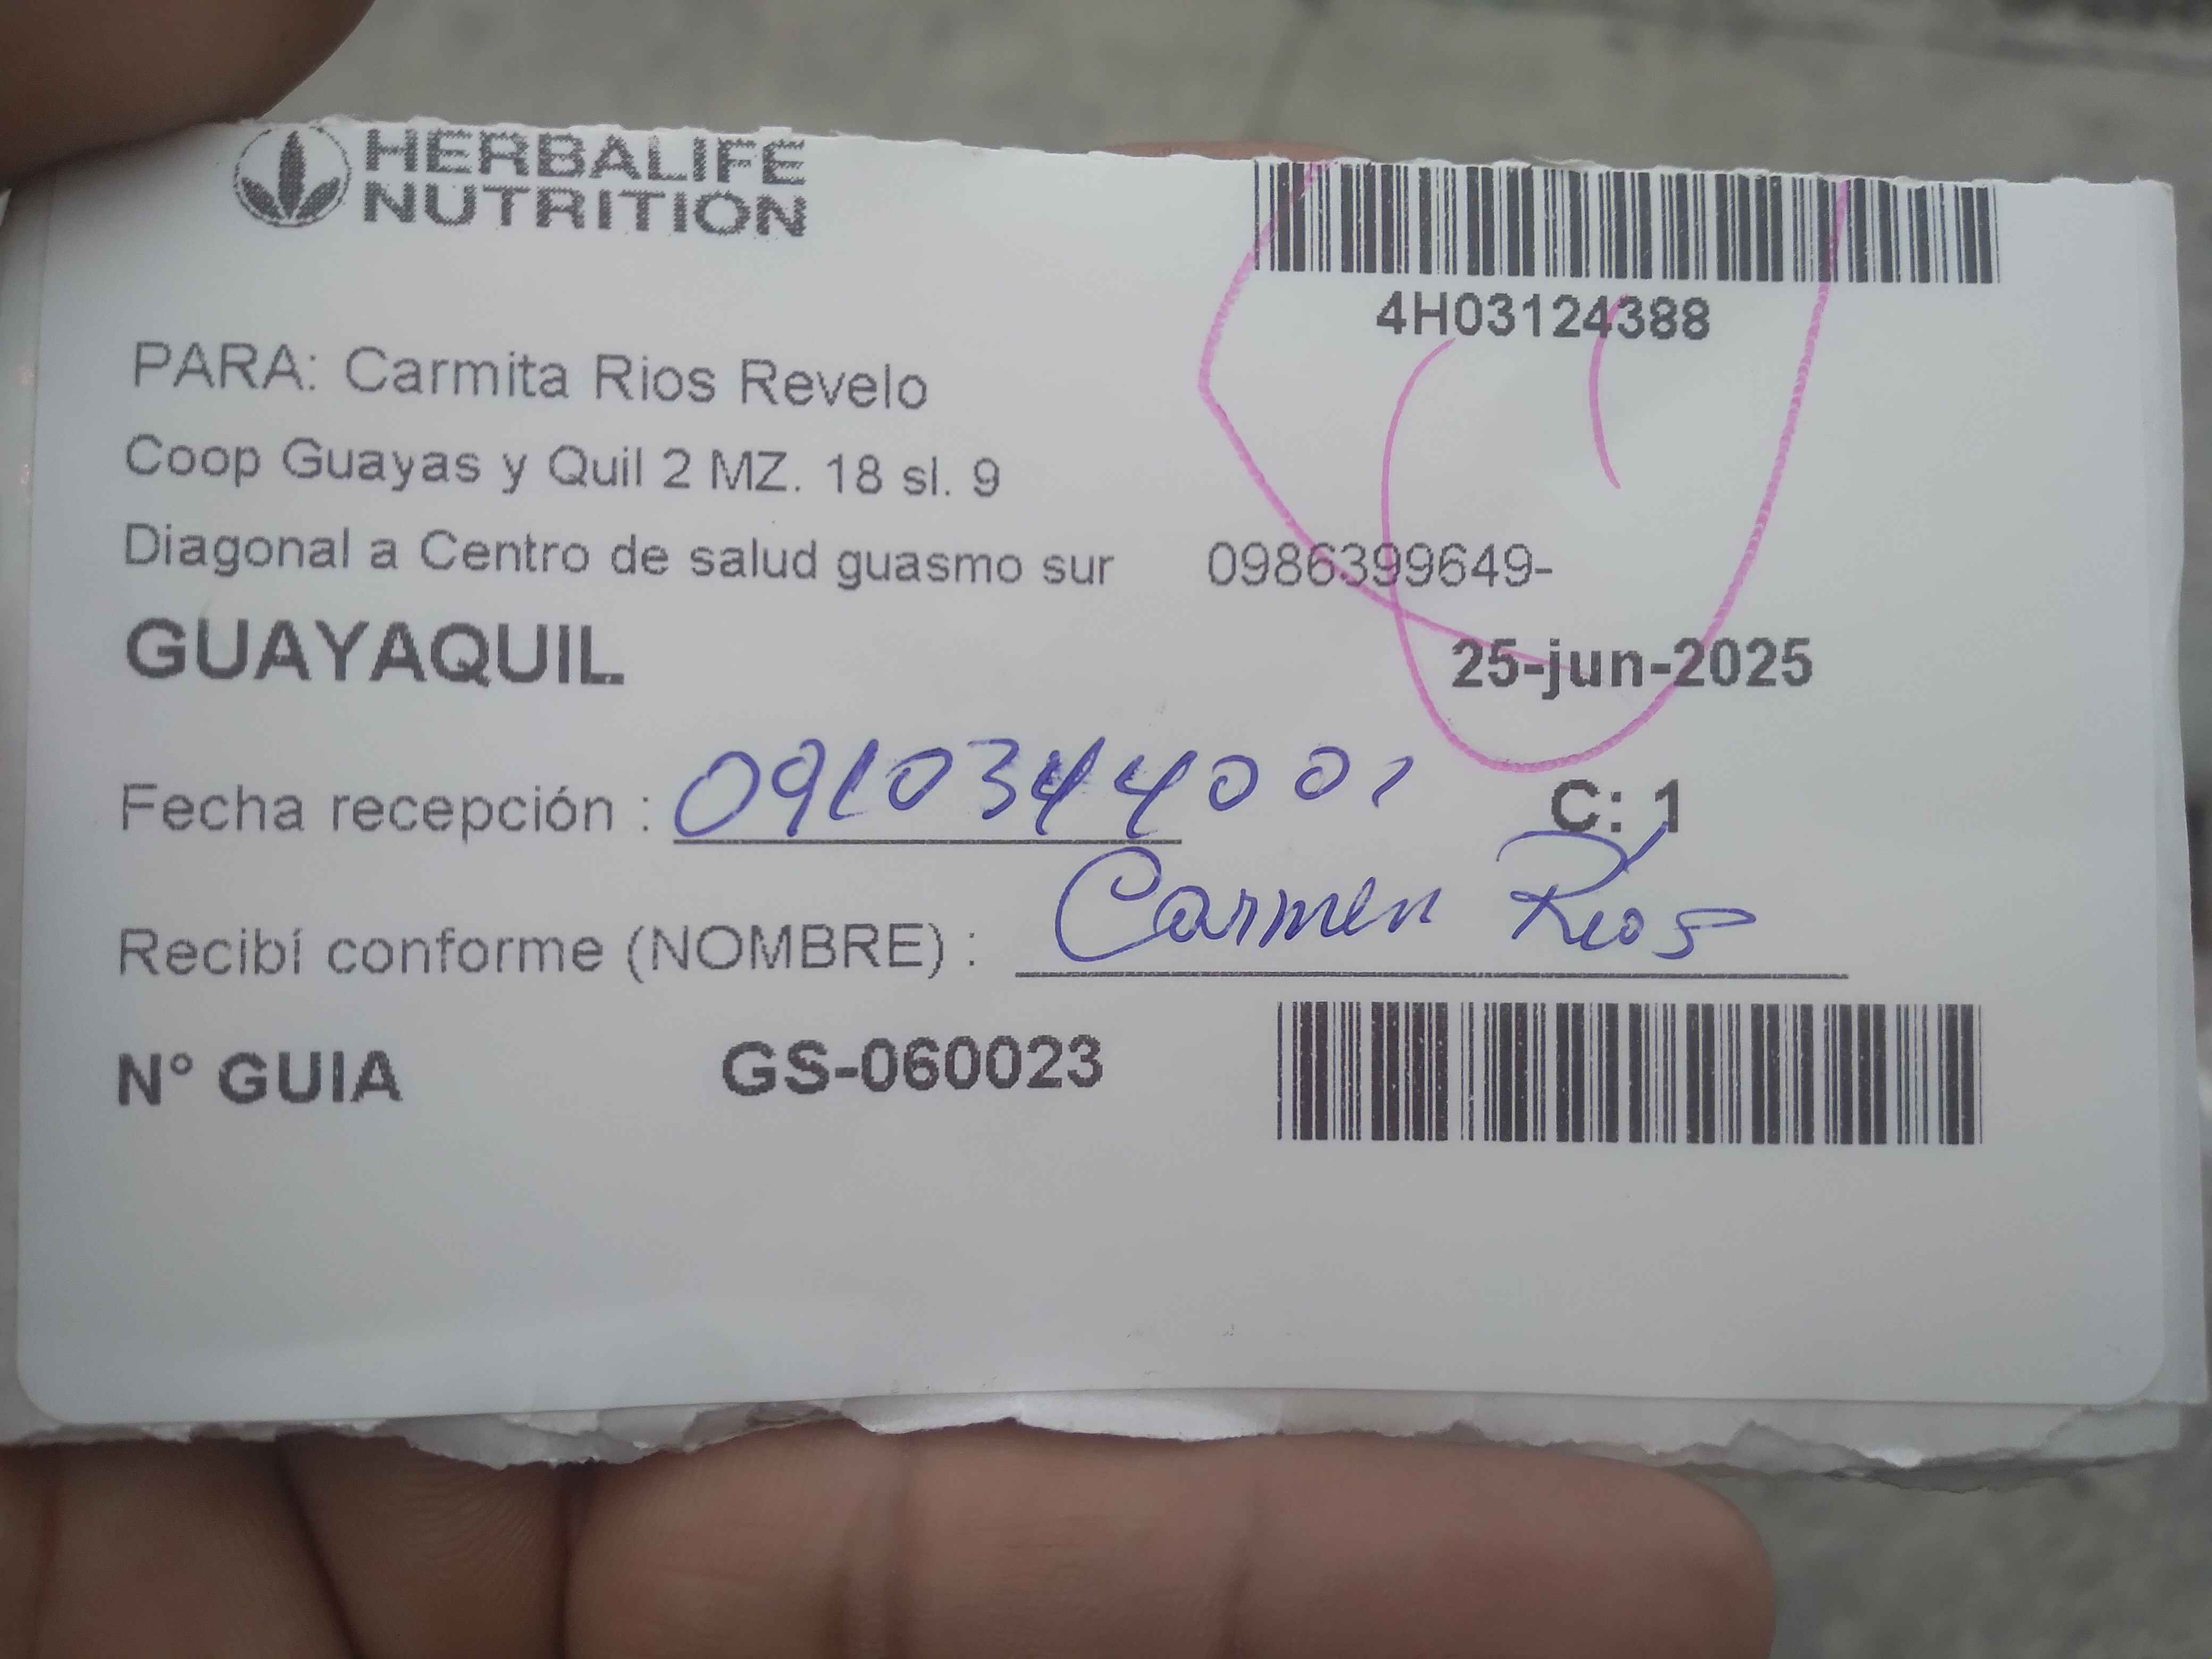 HERBALIFE
NUTRITION
4H03124388
PARA: Carmita Rios Revelo
Coop Guayas y Quil 2 MZ. 18 sl. 9
Diagonal a Centro de salud guasmo sur 0986399649-
GUAYAQUIL 25-jun-2025
Fecha recepción : 0910344001 C: 1
Recibí conforme (NOMBRE) : Carmen Rios
N° GUIA GS-060023